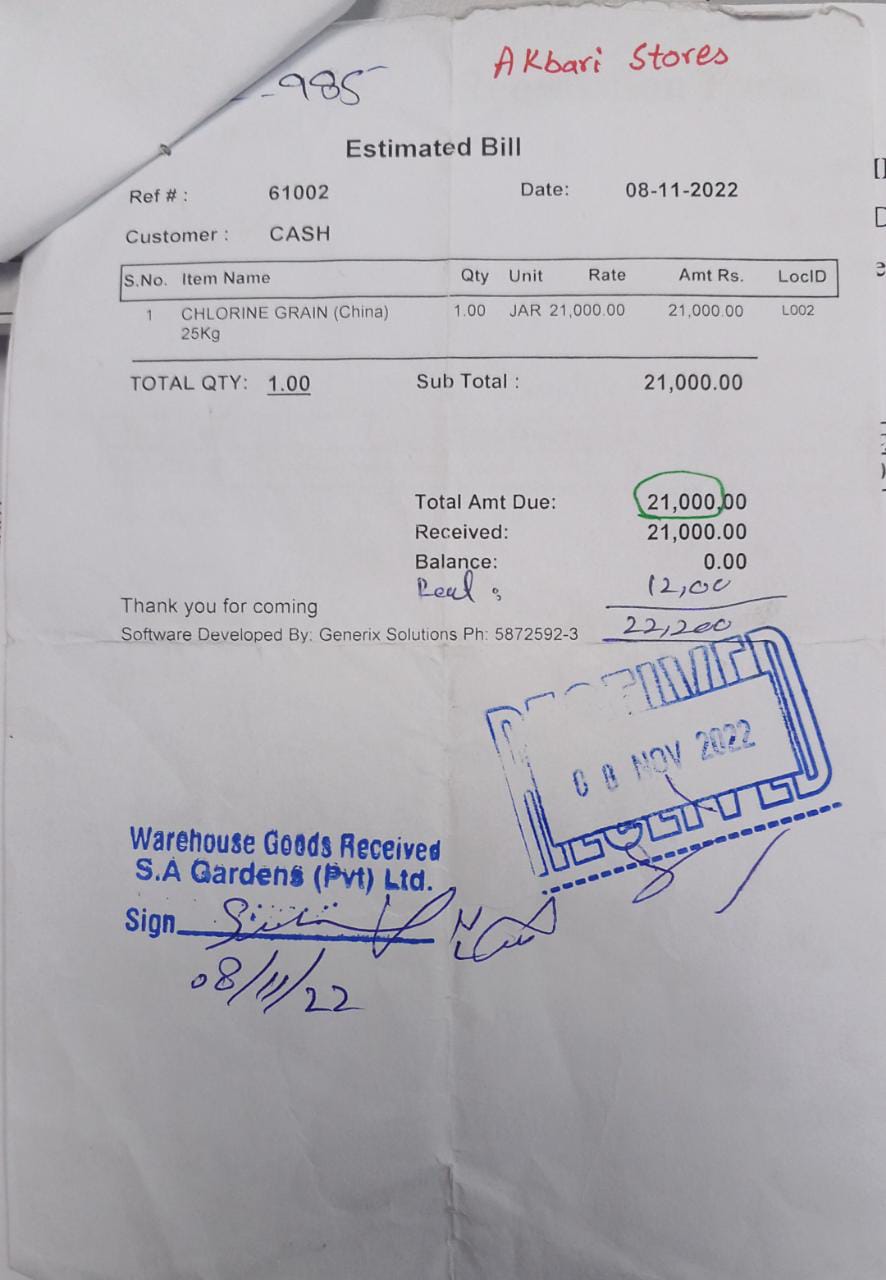 Akbari Stores
-985
Estimated Bill
Ref # : 61002 Date: 08-11-2022
Customer : CASH
S.No. Item Name Qty Unit Rate Amt Rs. LocID
1 CHLORINE GRAIN (China) 1.00 JAR 21,000.00 21,000.00 L002
25Kg
TOTAL QTY: 1.00 Sub Total : 21,000.00
Total Amt Due: 21,000.00
Received: 21,000.00
Balance: 0.00
12,00
Thank you for coming
22,200
Software Developed By: Generix Solutions Ph: 5872592-3
RECEIVED
08 NOV 2022
RECEIVED
Warehouse Goods Received
S.A Gardens (Pvt) Ltd.
Sign
08/11/22